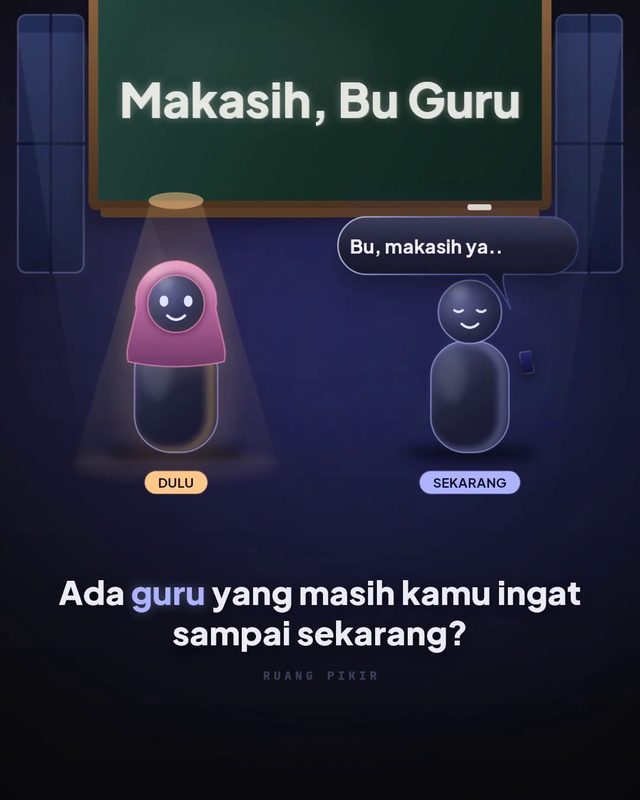 Makasih, Bu Guru
Bu, makasih ya..
DULU
SEKARANG
Ada guru yang masih kamu ingat
sampai sekarang?
RUANG PIKIR